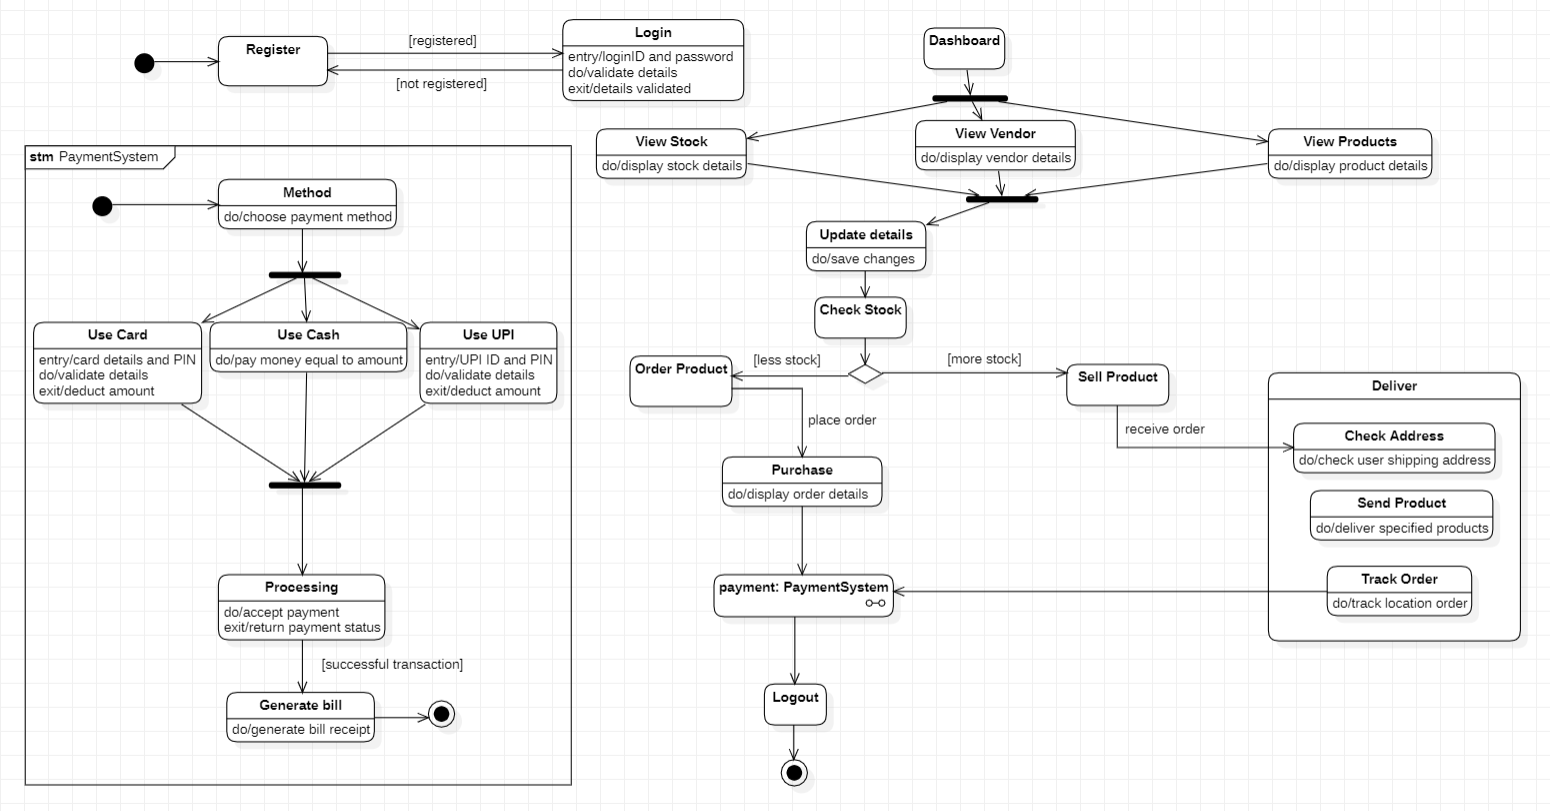 Register
[registered]
[not registered]
Login
entry/loginID and password
do/validate details
exit/details validated
Dashboard
View Stock
do/display stock details
View Vendor
do/display vendor details
View Products
do/display product details
Update details
do/save changes
Check Stock
[less stock]
[more stock]
Order Product
Sell Product
place order
receive order
Purchase
do/display order details
Deliver
Check Address
do/check user shipping address
Send Product
do/deliver specified products
Track Order
do/track location order
payment: PaymentSystem
Logout
stm PaymentSystem
Method
do/choose payment method
Use Card
entry/card details and PIN
do/validate details
exit/deduct amount
Use Cash
do/pay money equal to amount
Use UPI
entry/UPI ID and PIN
do/validate details
exit/deduct amount
Processing
do/accept payment
exit/return payment status
[successful transaction]
Generate bill
do/generate bill receipt